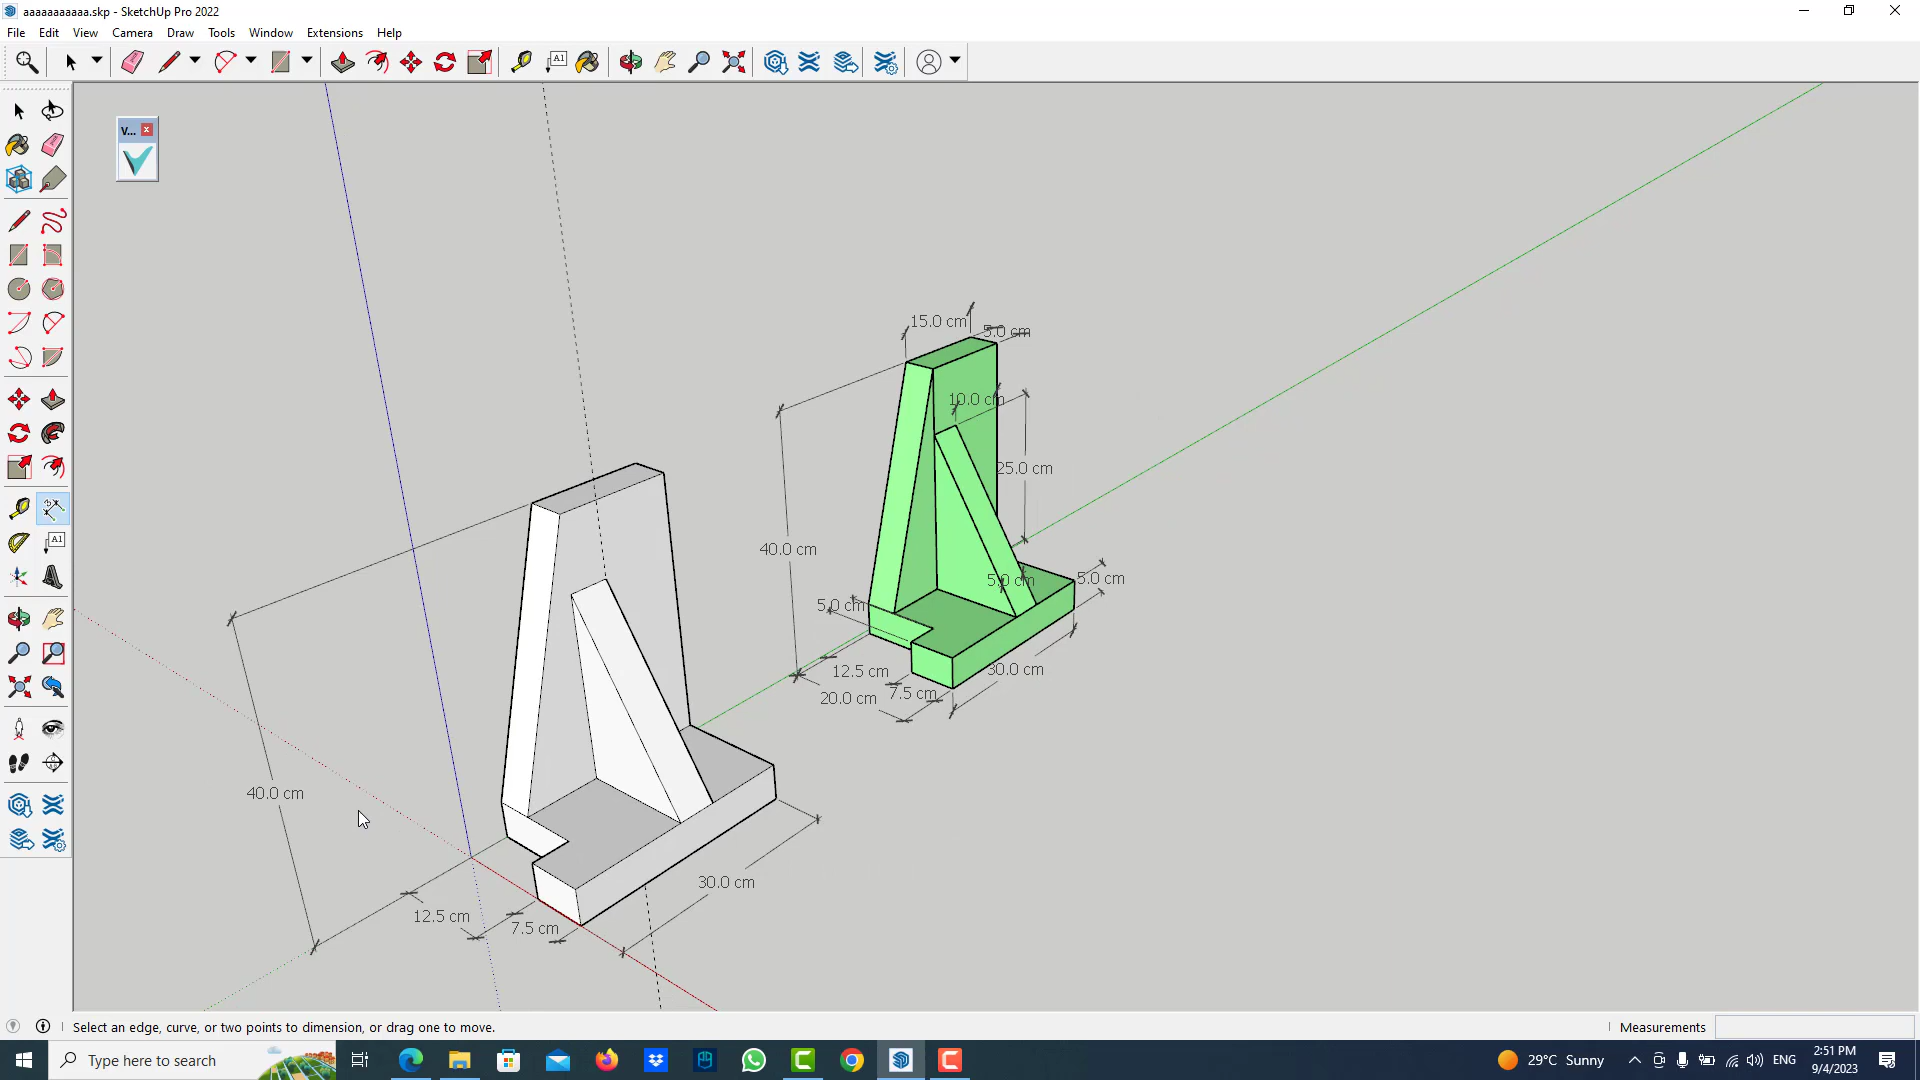 aaaaaaaaaaa.skp - SketchUp Pro 2022
File Edit View Camera Draw Tools Window Extensions Help
A1
V...
A1
15.0 cm
5.0 cm
10.0 cm
25.0 cm
40.0 cm
5.0 cm
5.0 cm
5.0 cm
12.5 cm
30.0 cm
20.0 cm
7.5 cm
40.0 cm
30.0 cm
12.5 cm
7.5 cm
Select an edge, curve, or two points to dimension, or drag one to move.
Measurements
Type here to search
29°C Sunny
ENG
2:51 PM
9/4/2023